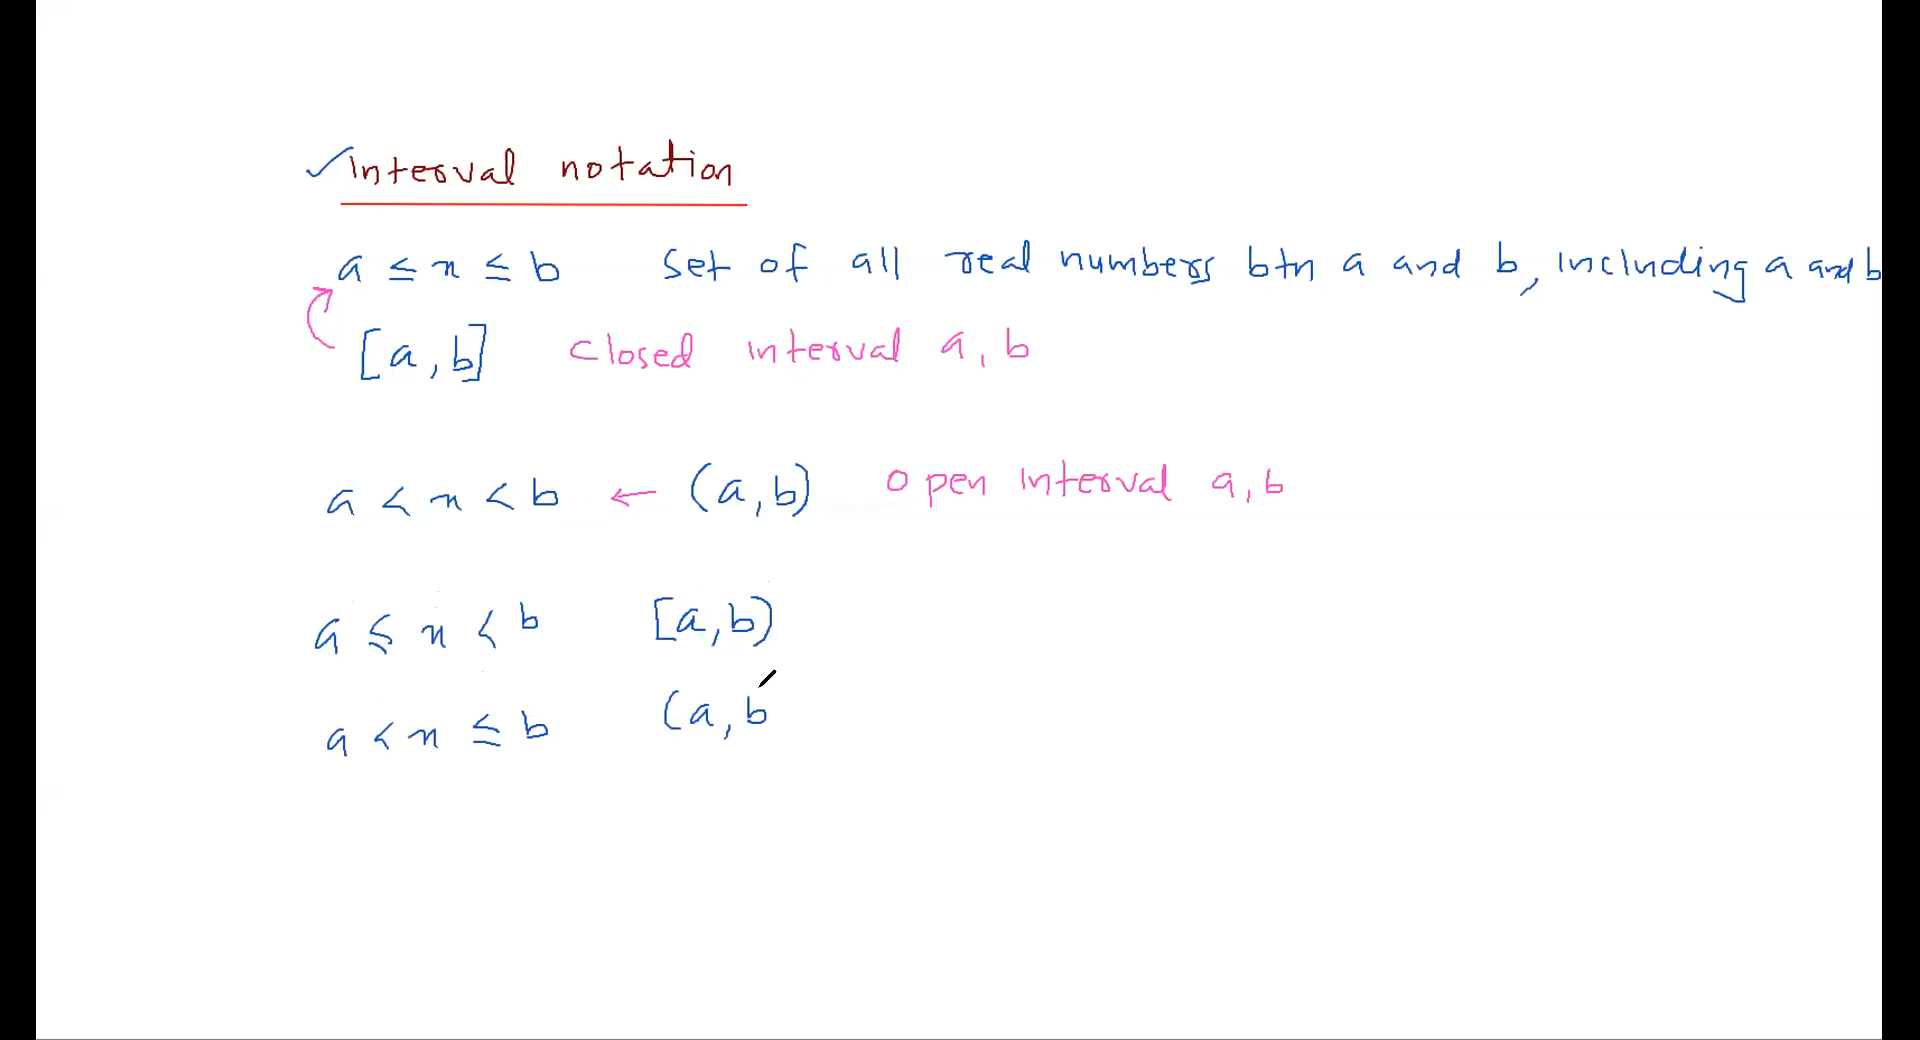 Interval notation
a ≤ x ≤ b set of all real numbers btn a and b, including a and b
[a, b] closed interval a, b
a < x < b ← (a, b) open interval a, b
a ≤ x < b [a, b)
a < x ≤ b (a, b